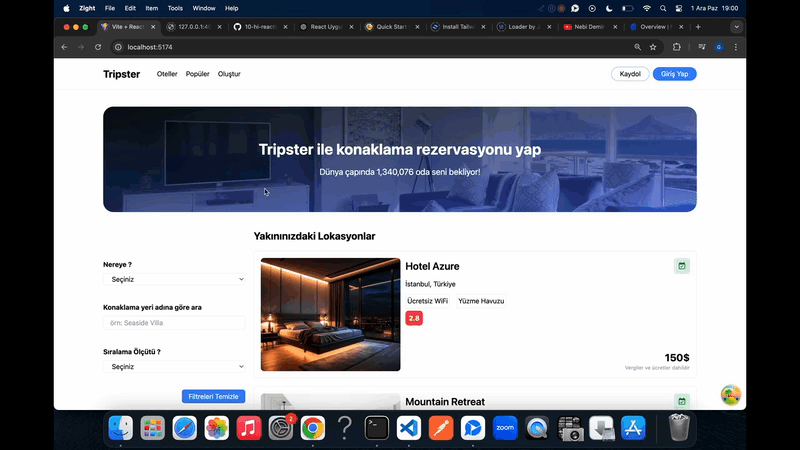 Zight File Edit Item Tools Window Help
1 Ara Paz 19:00
Vite + React
127.0.0.1:
10-hi-react
React Uygu
Quick Start
Install Tailw
Loader by
Nebi Demir
Overview |
localhost:5174
Tripster Oteller Popüler Oluştur Kaydol Giriş Yap
Tripster ile konaklama rezervasyonu yap
Dünya çapında 1,340,076 oda seni bekliyor!
Yakınınızdaki Lokasyonlar
Nereye ?
Seçiniz
Konaklama yeri adına göre ara
örn: Seaside Villa
Sıralama Ölçütü ?
Seçiniz
Filtreleri Temizle
Hotel Azure
İstanbul, Türkiye
Ücretsiz WiFi Yüzme Havuzu
2.8
150$
Vergiler ve ücretler dahildir
Mountain Retreat
2
zoom